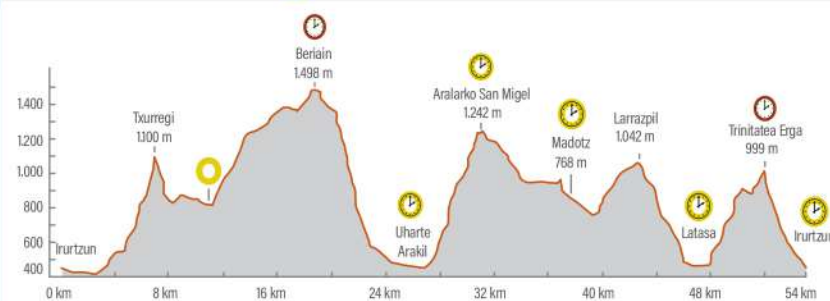 Beriain
1.498 m
Aralarko San Migel
1.242 m
Txurregi
1.100 m
Madotz
768 m
Larrazpil
1.042 m
Trinitatea Erga
999 m
Irurtzun
Uharte
Arakil
Latasa
Irurtzun
1.400
1.200
1.000
800
600
400
0 km
8 km
16 km
24 km
32 km
40 km
48 km
54 km